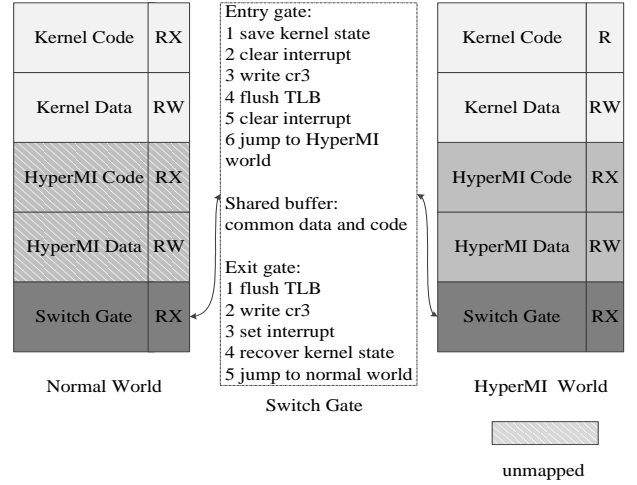 Kernel Code RX
Kernel Data RW
HyperMI Code RX
HyperMI Data RW
Switch Gate RX
Normal World
Entry gate:
1 save kernel state
2 clear interrupt
3 write cr3
4 flush TLB
5 clear interrupt
6 jump to HyperMI
world
Shared buffer:
common data and code
Exit gate:
1 flush TLB
2 write cr3
3 set interrupt
4 recover kernel state
5 jump to normal world
Switch Gate
Kernel Code R
Kernel Data RW
HyperMI Code RX
HyperMI Data RW
Switch Gate RX
HyperMI World
unmapped